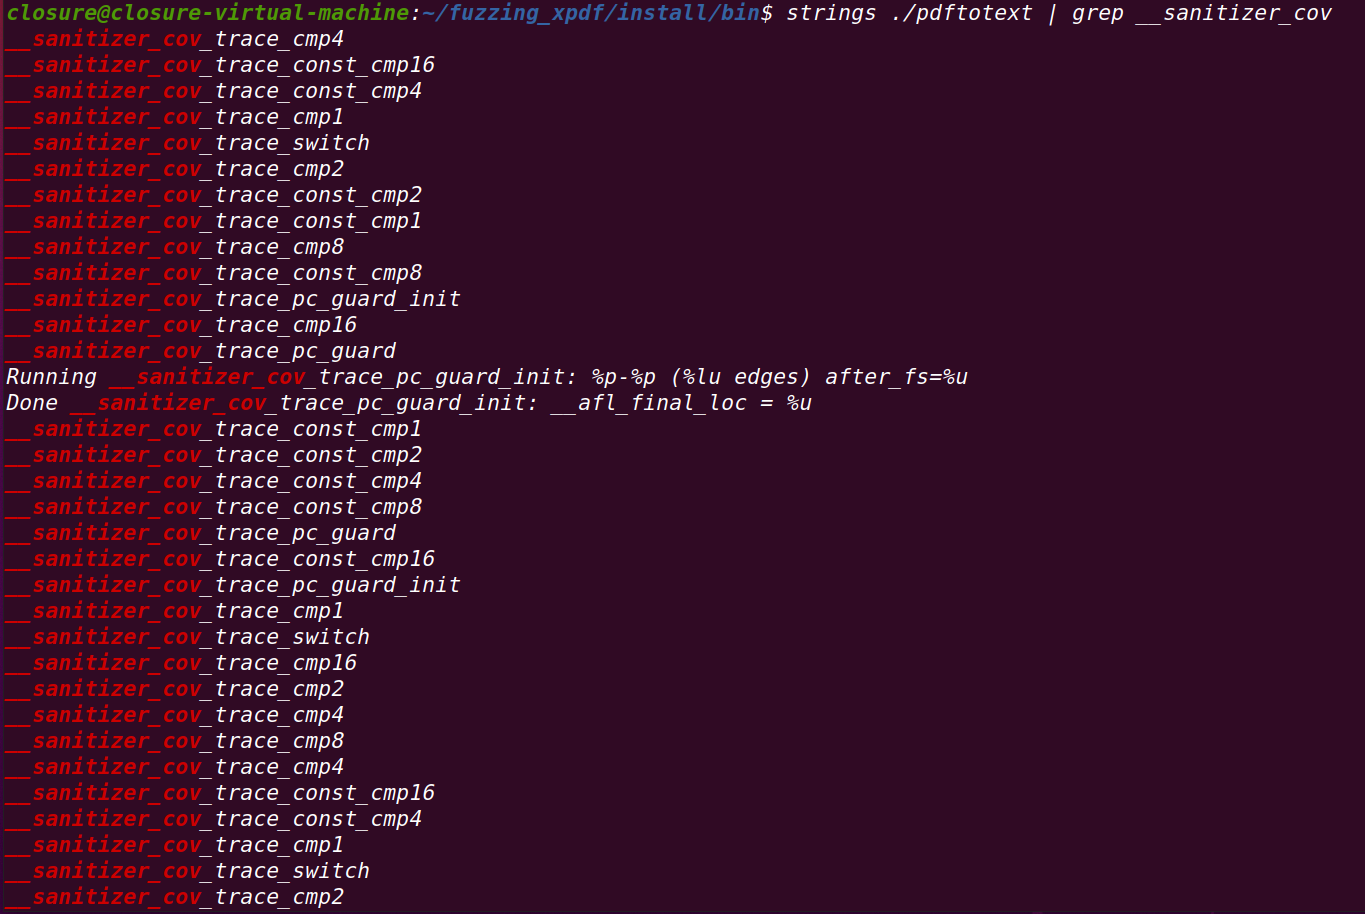 closure@closure-virtual-machine:~/fuzzing_xpdf/install/bin$ strings ./pdftotext | grep __sanitizer_cov
__sanitizer_cov_trace_cmp4
__sanitizer_cov_trace_const_cmp16
__sanitizer_cov_trace_const_cmp4
__sanitizer_cov_trace_cmp1
__sanitizer_cov_trace_switch
__sanitizer_cov_trace_cmp2
__sanitizer_cov_trace_const_cmp2
__sanitizer_cov_trace_const_cmp1
__sanitizer_cov_trace_cmp8
__sanitizer_cov_trace_const_cmp8
__sanitizer_cov_trace_pc_guard_init
__sanitizer_cov_trace_cmp16
__sanitizer_cov_trace_pc_guard
Running __sanitizer_cov_trace_pc_guard_init: %p-%p (%lu edges) after_fs=%u
Done __sanitizer_cov_trace_pc_guard_init: __afl_final_loc = %u
__sanitizer_cov_trace_const_cmp1
__sanitizer_cov_trace_const_cmp2
__sanitizer_cov_trace_const_cmp4
__sanitizer_cov_trace_const_cmp8
__sanitizer_cov_trace_pc_guard
__sanitizer_cov_trace_const_cmp16
__sanitizer_cov_trace_pc_guard_init
__sanitizer_cov_trace_cmp1
__sanitizer_cov_trace_switch
__sanitizer_cov_trace_cmp16
__sanitizer_cov_trace_cmp2
__sanitizer_cov_trace_cmp4
__sanitizer_cov_trace_cmp8
__sanitizer_cov_trace_cmp4
__sanitizer_cov_trace_const_cmp16
__sanitizer_cov_trace_const_cmp4
__sanitizer_cov_trace_cmp1
__sanitizer_cov_trace_switch
__sanitizer_cov_trace_cmp2